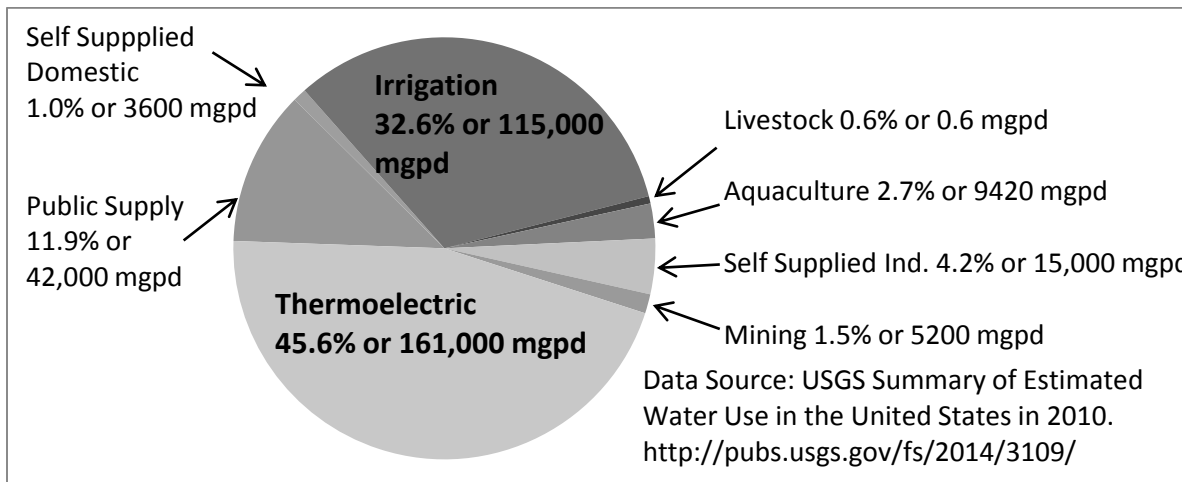 Self Suppplied
Domestic
1.0% or 3600 mgpd
Irrigation
32.6% or 115,000
mgpd
Livestock 0.6% or 0.6 mgpd
Aquaculture 2.7% or 9420 mgpd
Public Supply
11.9% or
42,000 mgpd
Self Supplied Ind. 4.2% or 15,000 mgpd
Thermoelectric
45.6% or 161,000 mgpd
Mining 1.5% or 5200 mgpd
Data Source: USGS Summary of Estimated
Water Use in the United States in 2010.
http://pubs.usgs.gov/fs/2014/3109/